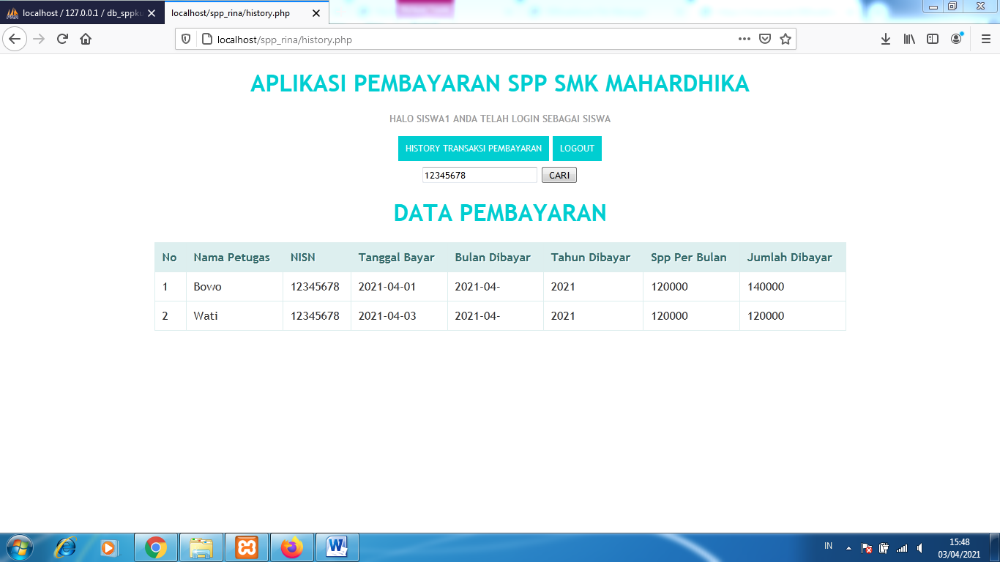 localhost / 127.0.0.1 / db_sppku
localhost/spp_rina/history.php
localhost/spp_rina/history.php
APLIKASI PEMBAYARAN SPP SMK MAHARDHIKA
HALO SISWA1 ANDA TELAH LOGIN SEBAGAI SISWA
HISTORY TRANSAKSI PEMBAYARAN LOGOUT
12345678 CARI
DATA PEMBAYARAN
No Nama Petugas NISN Tanggal Bayar Bulan Dibayar Tahun Dibayar Spp Per Bulan Jumlah Dibayar
1 Bowo 12345678 2021-04-01 2021-04- 2021 120000 140000
2 Wati 12345678 2021-04-03 2021-04- 2021 120000 120000
IN 15:48
03/04/2021